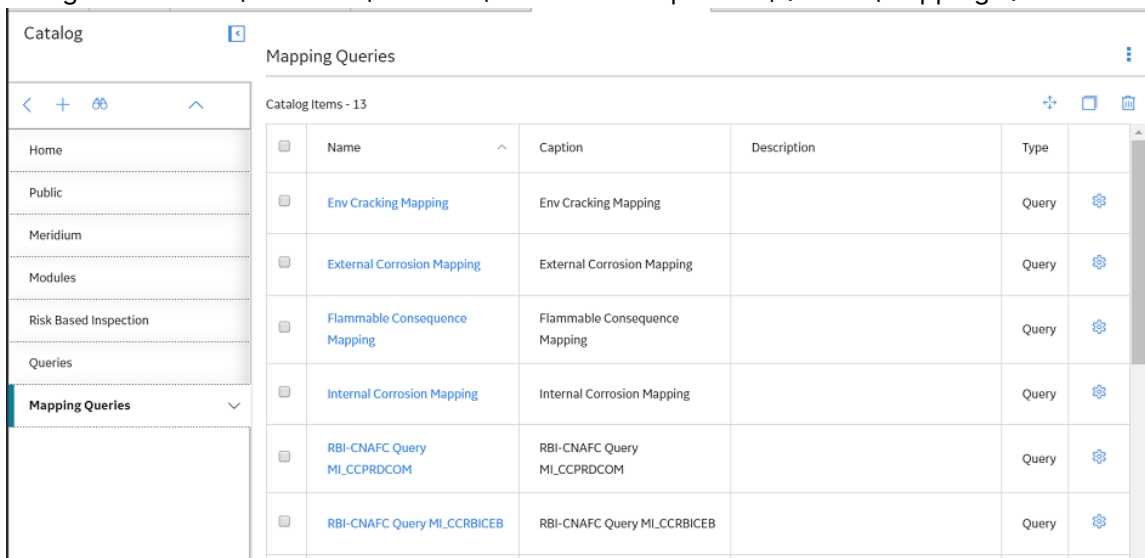 Catalog
Mapping Queries
Catalog Items - 13
Home
Public
Meridium
Modules
Risk Based Inspection
Queries
Mapping Queries
Name
Caption
Description
Type
Env Cracking Mapping
Env Cracking Mapping
Query
External Corrosion Mapping
External Corrosion Mapping
Query
Flammable Consequence
Mapping
Flammable Consequence
Mapping
Query
Internal Corrosion Mapping
Internal Corrosion Mapping
Query
RBI-CNAFC Query
MI_CCPRDCOM
RBI-CNAFC Query
MI_CCPRDCOM
Query
RBI-CNAFC Query MI_CCRBICEB
RBI-CNAFC Query MI_CCRBICEB
Query